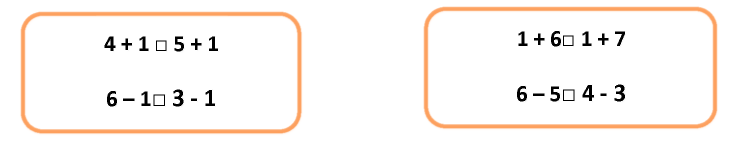 4 + 1 □ 5 + 1
6 – 1□ 3 - 1
1 + 6□ 1 + 7
6 – 5□ 4 - 3